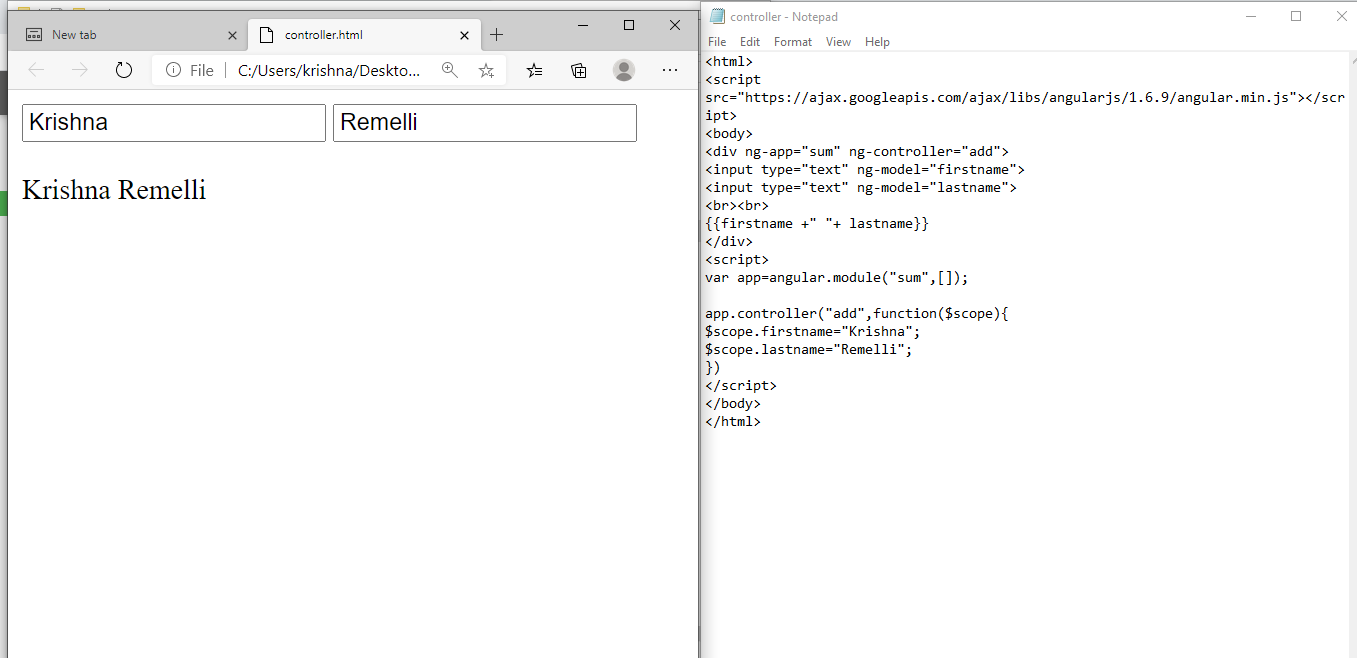 New tab
controller.html
File
C:/Users/krishna/Deskto...
Krishna
Remelli
Krishna Remelli
controller - Notepad
File Edit Format View Help
<html>
<script
src="https://ajax.googleapis.com/ajax/libs/angularjs/1.6.9/angular.min.js"></scr
ipt>
<body>
<div ng-app="sum" ng-controller="add">
<input type="text" ng-model="firstname">
<input type="text" ng-model="lastname">
<br><br>
{{firstname +" "+ lastname}}
</div>
<script>
var app=angular.module("sum",[]);
app.controller("add",function($scope){
$scope.firstname="Krishna";
$scope.lastname="Remelli";
})
</script>
</body>
</html>